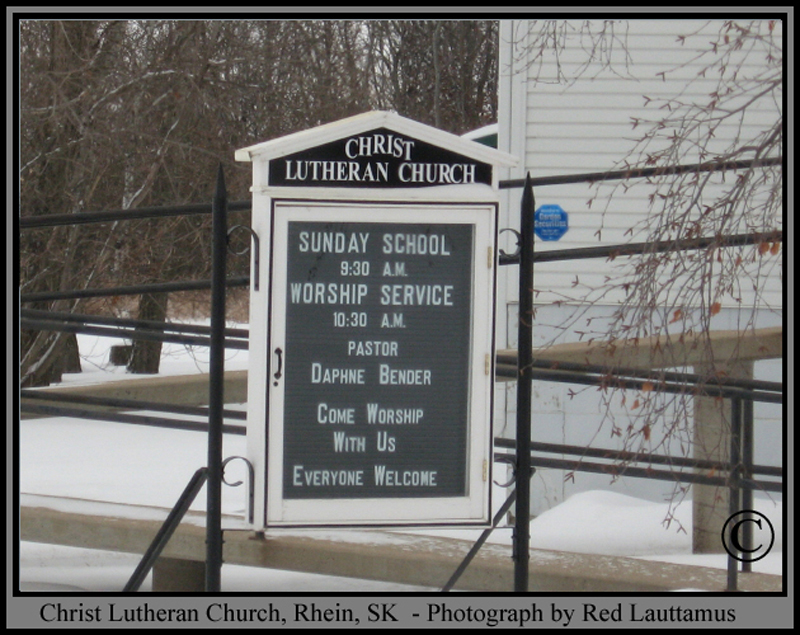 CHRIST
LUTHERAN CHURCH
SUNDAY SCHOOL
9:30 A.M.
WORSHIP SERVICE
10:30 A.M.
PASTOR
DAPHNE BENDER
COME WORSHIP
WITH US
EVERYONE WELCOME
©
Christ Lutheran Church, Rhein, SK - Photograph by Red Lauttamus